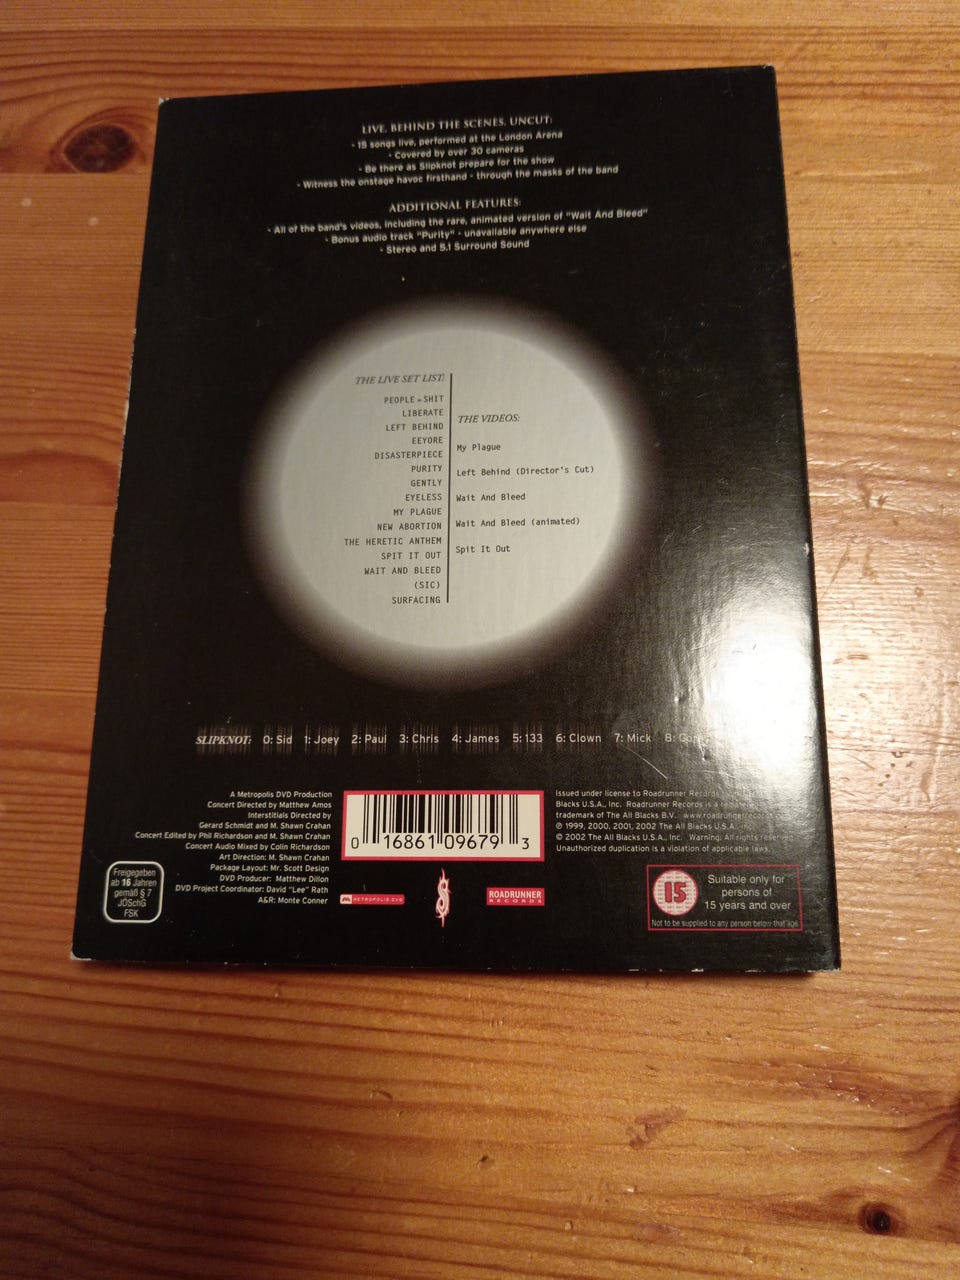 LIVE, BEHIND THE SCENES, UNCUT:
- 15 songs live, performed at the London Arena
- Covered by over 30 cameras
- Be there as Slipknot prepare for the show
- Witness the onstage havoc firsthand - through the masks of the band
ADDITIONAL FEATURES:
- All of the band's videos, including the rare, animated version of "Wait And Bleed"
- Bonus audio track "Purity" - unavailable anywhere else
- Stereo and 5.1 Surround Sound
THE LIVE SET LIST:
PEOPLE = SHIT
LIBERATE
LEFT BEHIND
EEYORE
DISASTERPIECE
PURITY
GENTLY
EYELESS
MY PLAGUE
NEW ABORTION
THE HERETIC ANTHEM
SPIT IT OUT
WAIT AND BLEED
(SIC)
SURFACING
THE VIDEOS:
My Plague
Left Behind (Director's Cut)
Wait And Bleed
Wait And Bleed (animated)
Spit It Out
SLIPKNOT: 0: Sid 1: Joey 2: Paul 3: Chris 4: James 5: 133 6: Clown 7: Mick 8:
A Metropolis DVD Production
Concert Directed by Matthew Amos
Interstitials Directed by
Gerard Schmidt and M. Shawn Crahan
Concert Edited by Phil Richardson and M. Shawn Crahan
Concert Audio Mixed by Colin Richardson
Art Direction: M. Shawn Crahan
Package Layout: Mr. Scott Design
DVD Producer: Matthew Dillon
DVD Project Coordinator: David "Lee" Rath
A&R: Monte Conner
0 16861 09679 3
Issued under license to Roadrunner Records
Blacks U.S.A., Inc. Roadrunner Records is a registered
trademark of The All Blacks B.V. www.roadrunnerrecords
℗ 1999, 2000, 2001, 2002 The All Blacks U.S.A., Inc.
© 2002 The All Blacks U.S.A., Inc. Warning: All rights reserved.
Unauthorized duplication is a violation of applicable laws.
Freigegeben
ab 16 Jahren
gemäß § 7
JÖSchG
FSK
METROPOLIS DVD
S
ROADRUNNER
RECORDS
15
Suitable only for
persons of
15 years and over
Not to be supplied to any person below that age